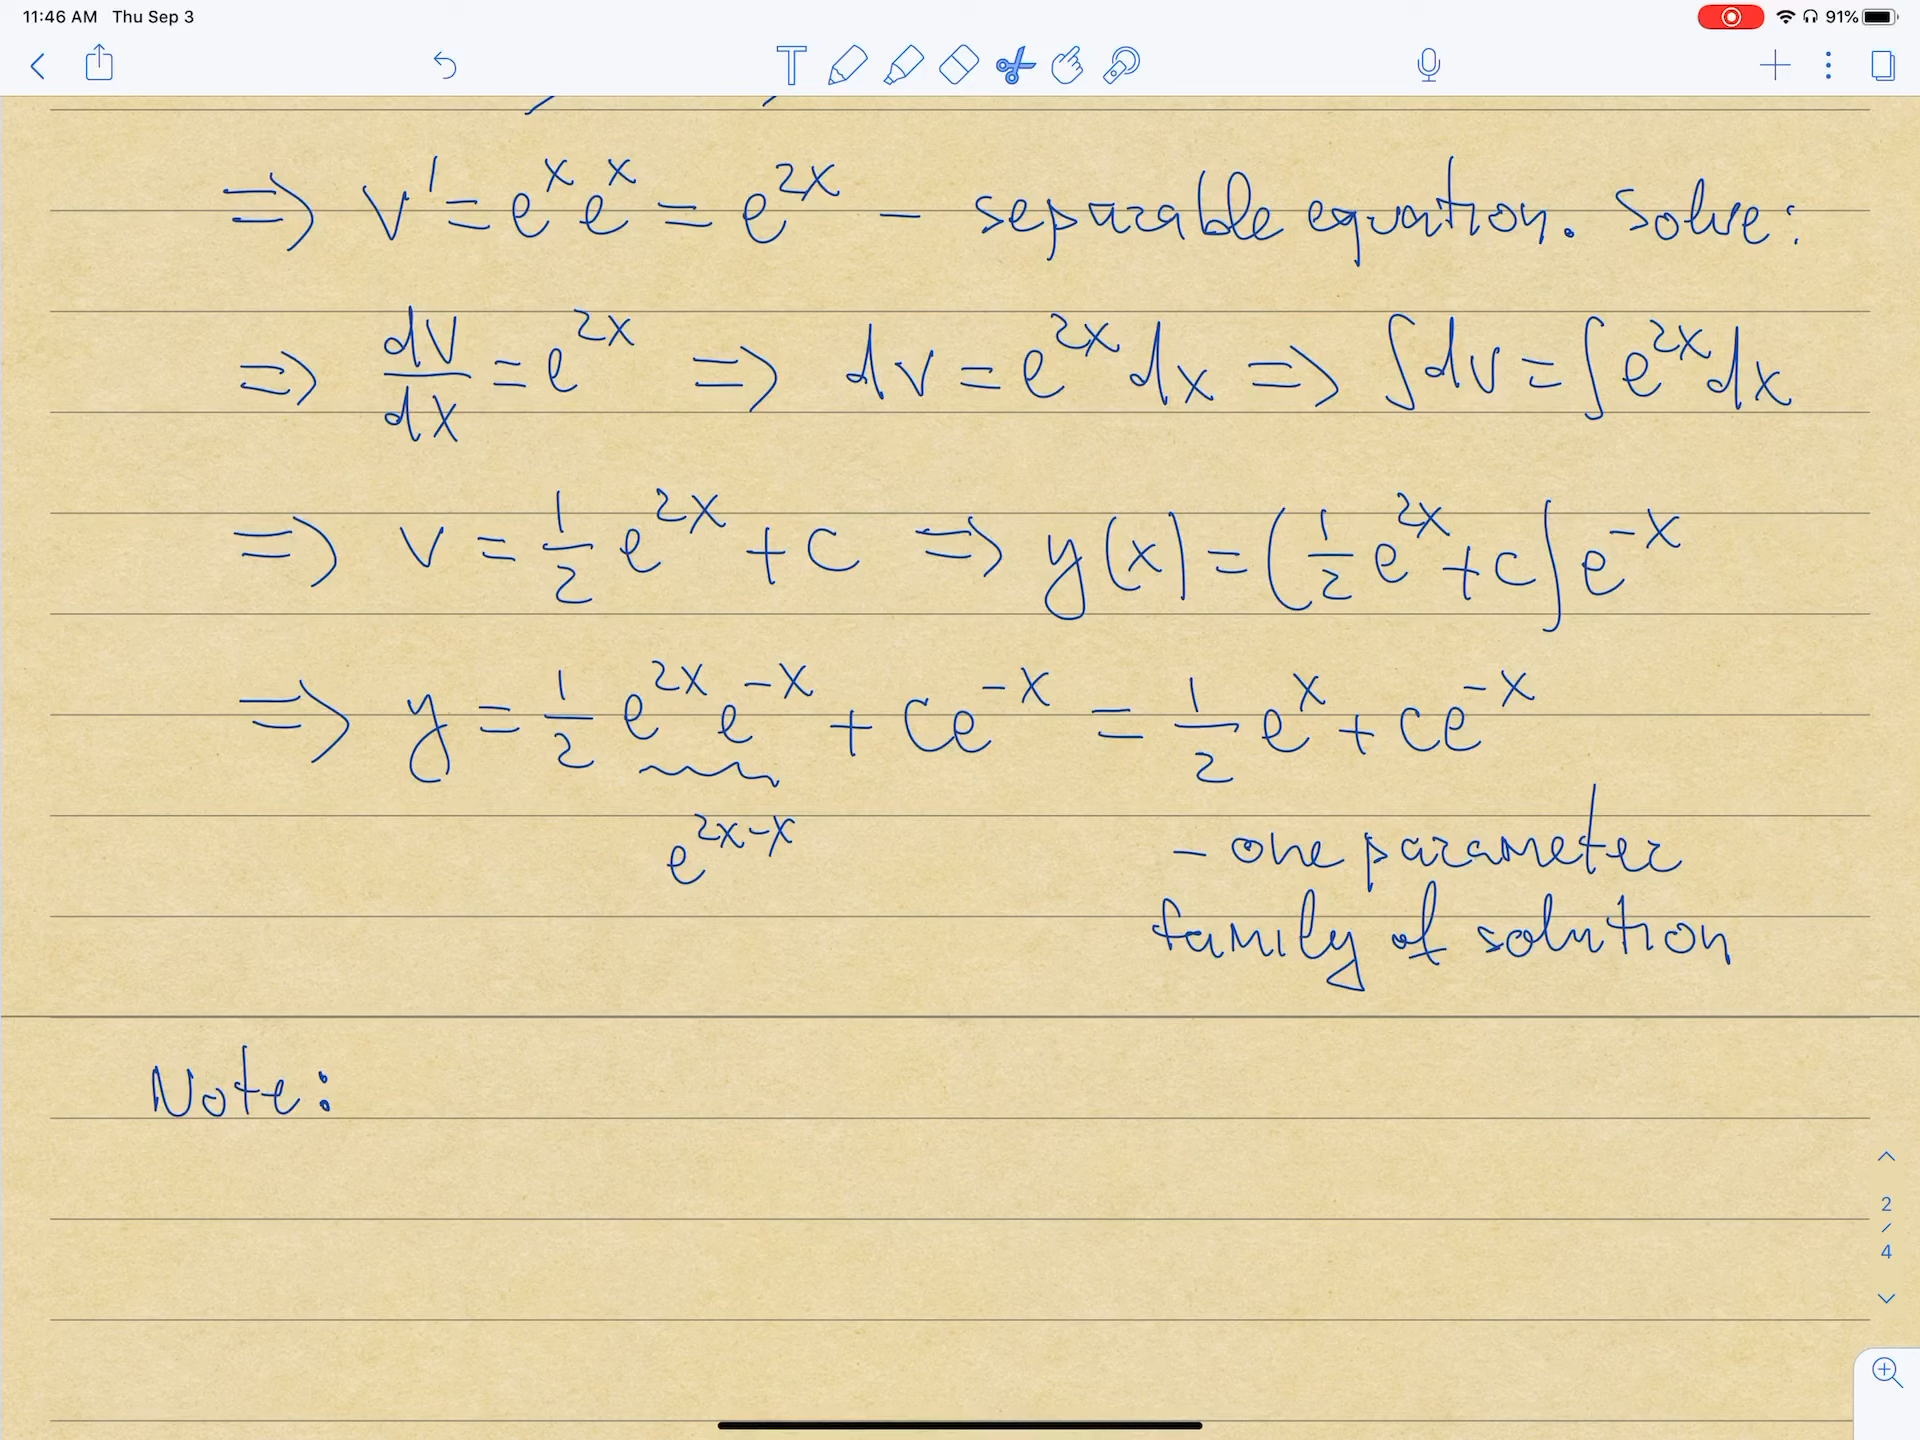 11:46 AM Thu Sep 3 91%
⇒ v' = e^x e^x = e^{2x} - separable equation. Solve:
⇒ dv/dx = e^{2x} ⇒ dv = e^{2x} dx ⇒ ∫dv = ∫e^{2x} dx
⇒ v = 1/2 e^{2x} + C ⇒ y(x) = (1/2 e^{2x} + C) e^{-x}
⇒ y = 1/2 e^{2x} e^{-x} + Ce^{-x} = 1/2 e^x + Ce^{-x}
e^{2x-x}
- one parameter
family of solution
Note:
2
/
4